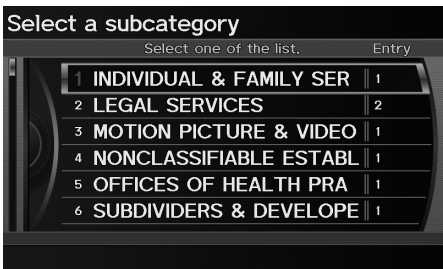 Select a subcategory
Select one of the list. Entry
1 INDIVIDUAL & FAMILY SER 1
2 LEGAL SERVICES 2
3 MOTION PICTURE & VIDEO 1
4 NONCLASSIFIABLE ESTABL 1
5 OFFICES OF HEALTH PRA 1
6 SUBDIVIDERS & DEVELOPE 1